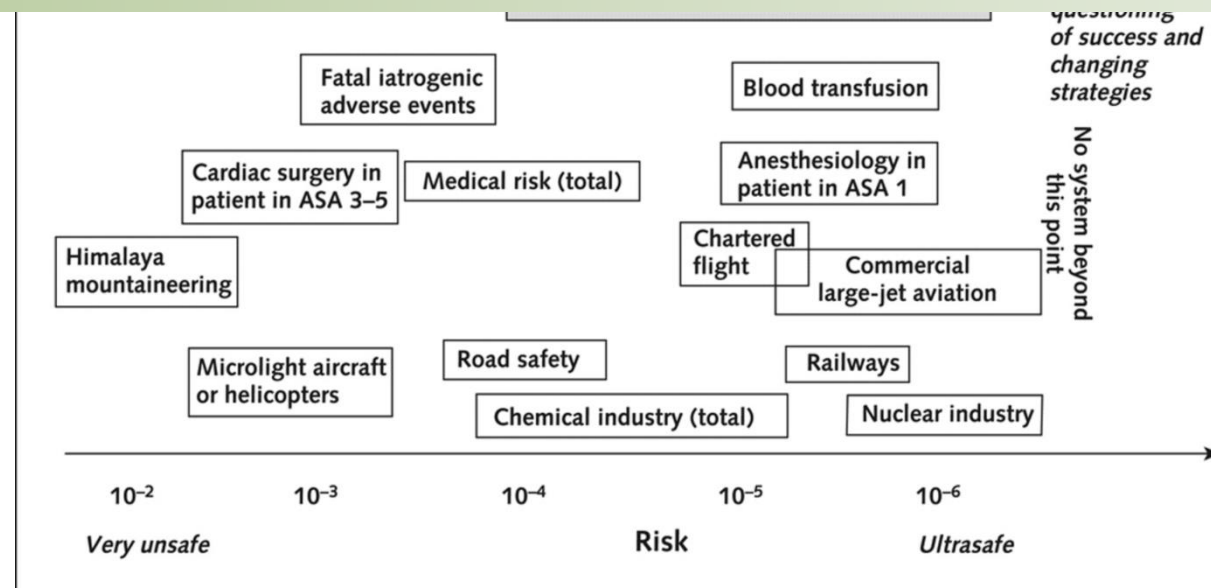 questioning
of success and
changing
strategies
Fatal iatrogenic
adverse events
Blood transfusion
Cardiac surgery in
patient in ASA 3–5
Medical risk (total)
Anesthesiology in
patient in ASA 1
No system beyond
this point
Himalaya
mountaineering
Chartered
flight
Commercial
large-jet aviation
Microlight aircraft
or helicopters
Road safety
Railways
Chemical industry (total)
Nuclear industry
10–2 10–3 10–4 10–5 10–6
Very unsafe Risk Ultrasafe